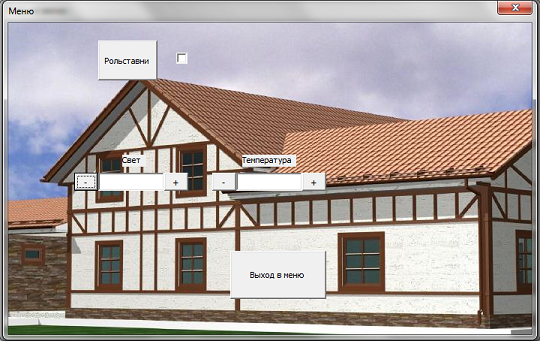 Меню
Рольставни
Свет
Температура
- +
- +
Выход в меню